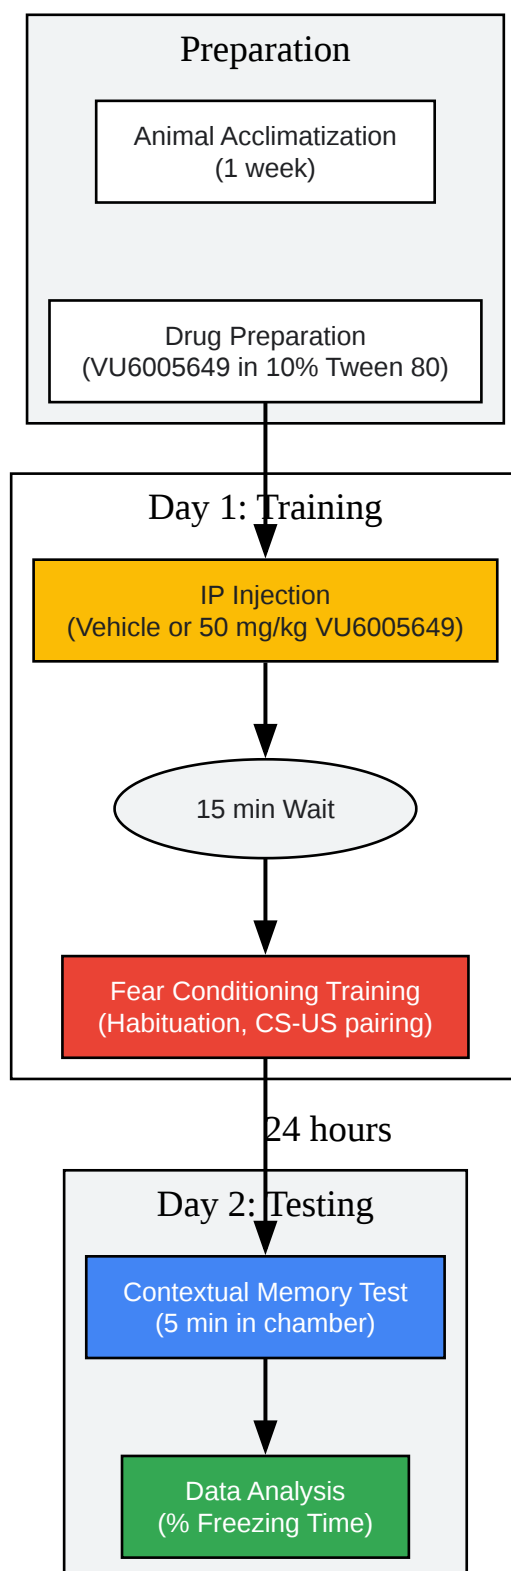 Preparation
Animal Acclimatization
(1 week)
Drug Preparation
(VU6005649 in 10% Tween 80)
Day 1: Training
IP Injection
(Vehicle or 50 mg/kg VU6005649)
15 min Wait
Fear Conditioning Training
(Habituation, CS-US pairing)
24 hours
Day 2: Testing
Contextual Memory Test
(5 min in chamber)
Data Analysis
(% Freezing Time)